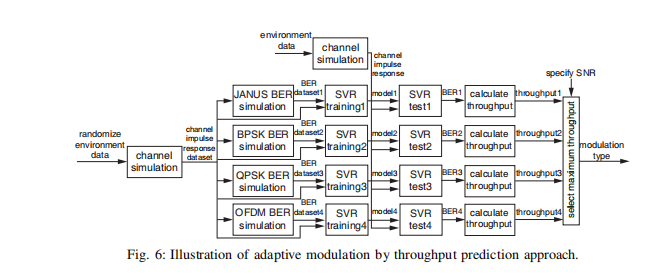 environment
data
channel
simulation
channel
impulse
response
specify SNR
JANUS BER
simulation
BER
dataset1
SVR
training1
model1
SVR
test1
BER1
calculate
throughput
throughput1
randomize
environment
data
channel
simulation
channel
impulse
response
dataset
BPSK BER
simulation
BER
dataset2
SVR
training2
model2
SVR
test2
BER2
calculate
throughput
throughput2
QPSK BER
simulation
BER
dataset3
SVR
training3
model3
SVR
test3
BER3
calculate
throughput
throughput3
OFDM BER
simulation
BER
dataset4
SVR
training4
model4
SVR
test4
BER4
calculate
throughput
throughput4
select maximum throughput
modulation
type
Fig. 6: Illustration of adaptive modulation by throughput prediction approach.